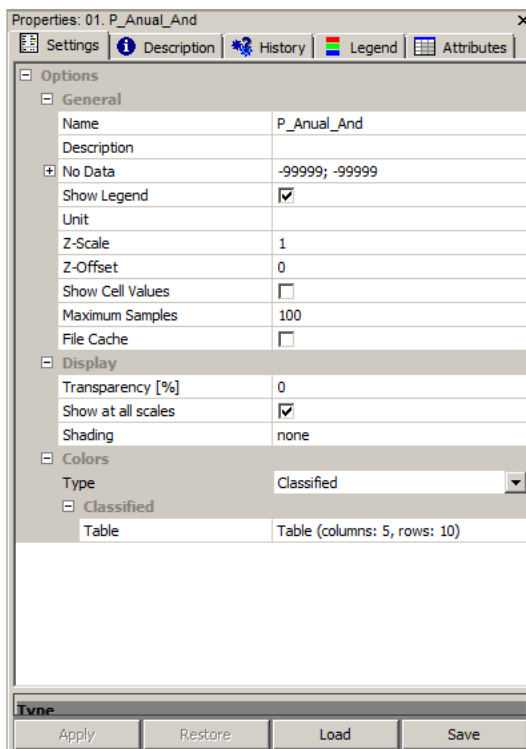 Properties: 01. P_Anual_And
Settings Description History Legend Attributes
Options
General
Name P_Anual_And
Description
No Data -99999; -99999
Show Legend
Unit
Z-Scale 1
Z-Offset 0
Show Cell Values
Maximum Samples 100
File Cache
Display
Transparency [%] 0
Show at all scales
Shading none
Colors
Type Classified
Classified
Table Table (columns: 5, rows: 10)
Type
Apply Restore Load Save